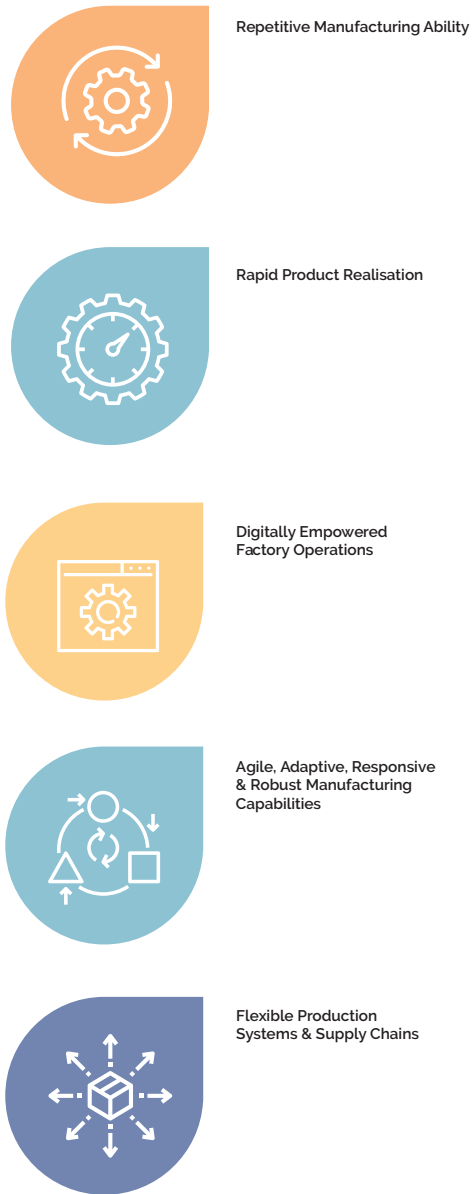 Repetitive Manufacturing Ability
Rapid Product Realisation
Digitally Empowered
Factory Operations
Agile, Adaptive, Responsive
& Robust Manufacturing
Capabilities
Flexible Production
Systems & Supply Chains